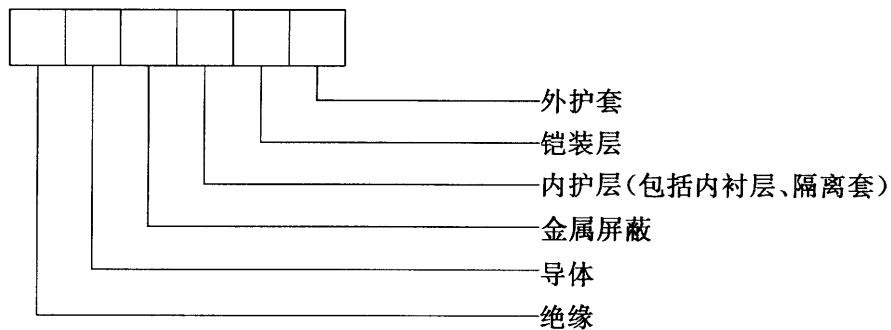 外护套
铠装层
内护层(包括内衬层、隔离套)
金属屏蔽
导体
绝缘